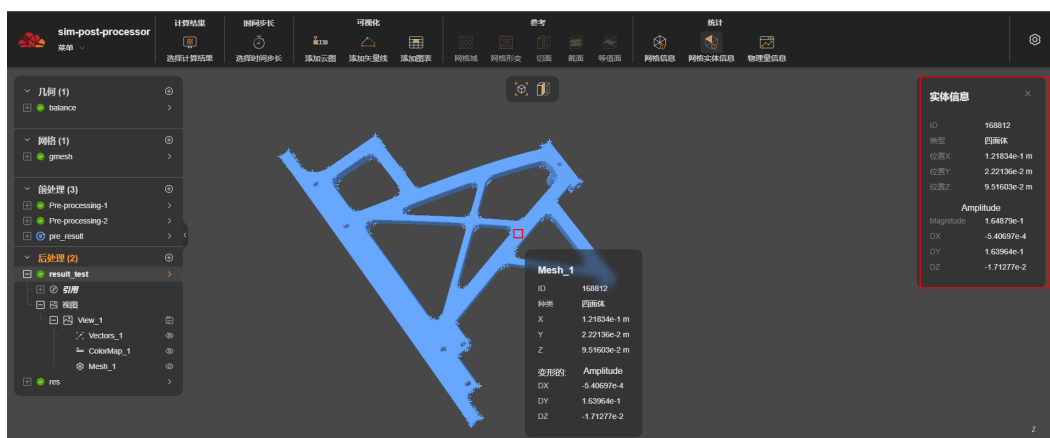 sim-post-processor
菜单
计算结果
选择计算结果
时间步长
选择时间步长
可视化
添加云图 添加矢量线 添加图表
参考
网格域 网格形变 切面 截面 等值面
统计
网格信息 网格实体信息 物理量信息
几何 (1)
balance
网格 (1)
gmesh
前处理 (3)
Pre-processing-1
Pre-processing-2
pre_result
后处理 (2)
result_test
引用
视图
View_1
Vectors_1
ColorMap_1
Mesh_1
res
Mesh_1
ID 168812
种类 四面体
X 1.21834e-1 m
Y 2.22136e-2 m
Z 9.51603e-2 m
变形的: Amplitude
DX -5.40697e-4
DY 1.63964e-1
DZ -1.71277e-2
实体信息
ID 168812
类型 四面体
位置X: 1.21834e-1 m
位置Y: 2.22136e-2 m
位置Z: 9.51603e-2 m
Amplitude
Magnitude 1.64879e-1
DX -5.40697e-4
DY 1.63964e-1
DZ -1.71277e-2
Z